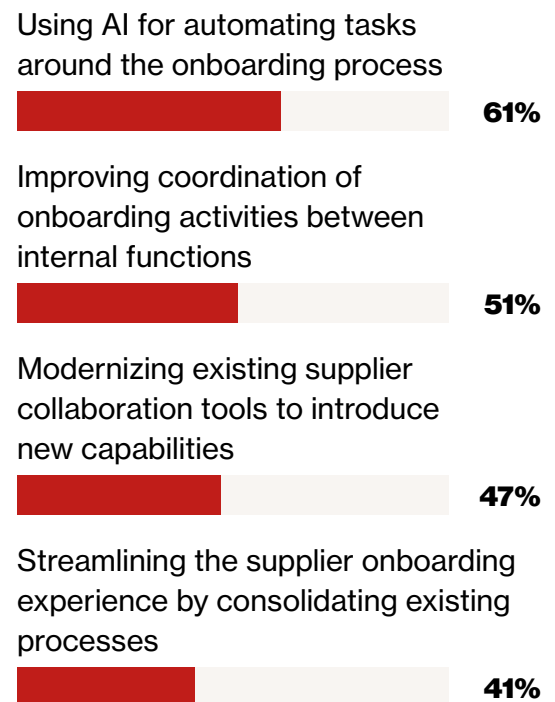 Using AI for automating tasks
around the onboarding process
61%
Improving coordination of
onboarding activities between
internal functions
51%
Modernizing existing supplier
collaboration tools to introduce
new capabilities
47%
Streamlining the supplier onboarding
experience by consolidating existing
processes
41%